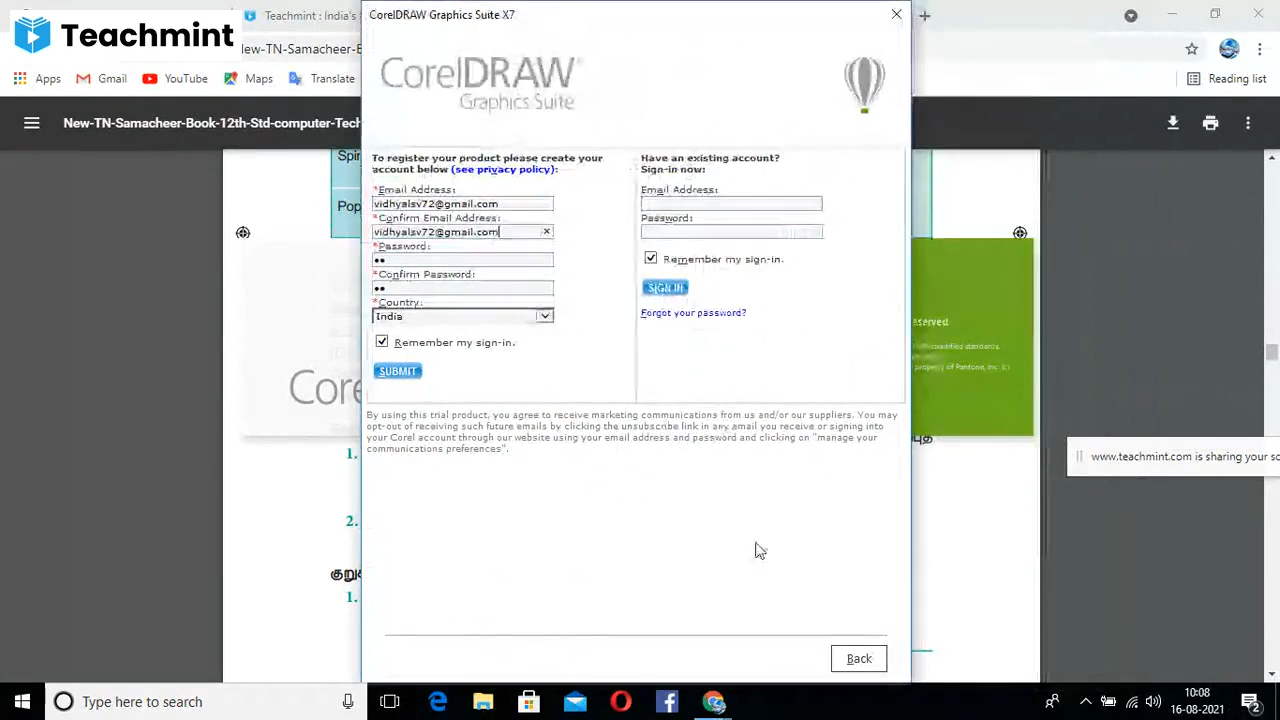 Teachmint
Teachmint : India's
CorelDRAW Graphics Suite X7
New-TN-Samacheer-B
Apps
Gmail
YouTube
Maps
Translate
Reading list
New-TN-Samacheer-Book-12th-Std-computer-Tech
CorelDRAW
Graphics Suite
To register your product please create your
account below (see privacy policy):
*Email Address:
vidhyalsv72@gmail.com
*Confirm Email Address:
vidhyalsv72@gmail.com
*Password:
••
*Confirm Password:
••
*Country:
India
Remember my sign-in.
SUBMIT
Have an existing account?
Sign-in now:
Email Address:
Password:
Remember my sign-in.
SIGN IN
Forgot your password?
By using this trial product, you agree to receive marketing communications from us and/or our suppliers. You may
opt-out of receiving such future emails by clicking the unsubscribe link in any email you receive or signing into
your Corel account through our website using your email address and password and clicking on "manage your
communications preferences".
Back
Spir
Pop
Corel
1.
2.
குறுக
1.
www.teachmint.com is sharing your sc
Type here to search
10:08
16-08-2021
2